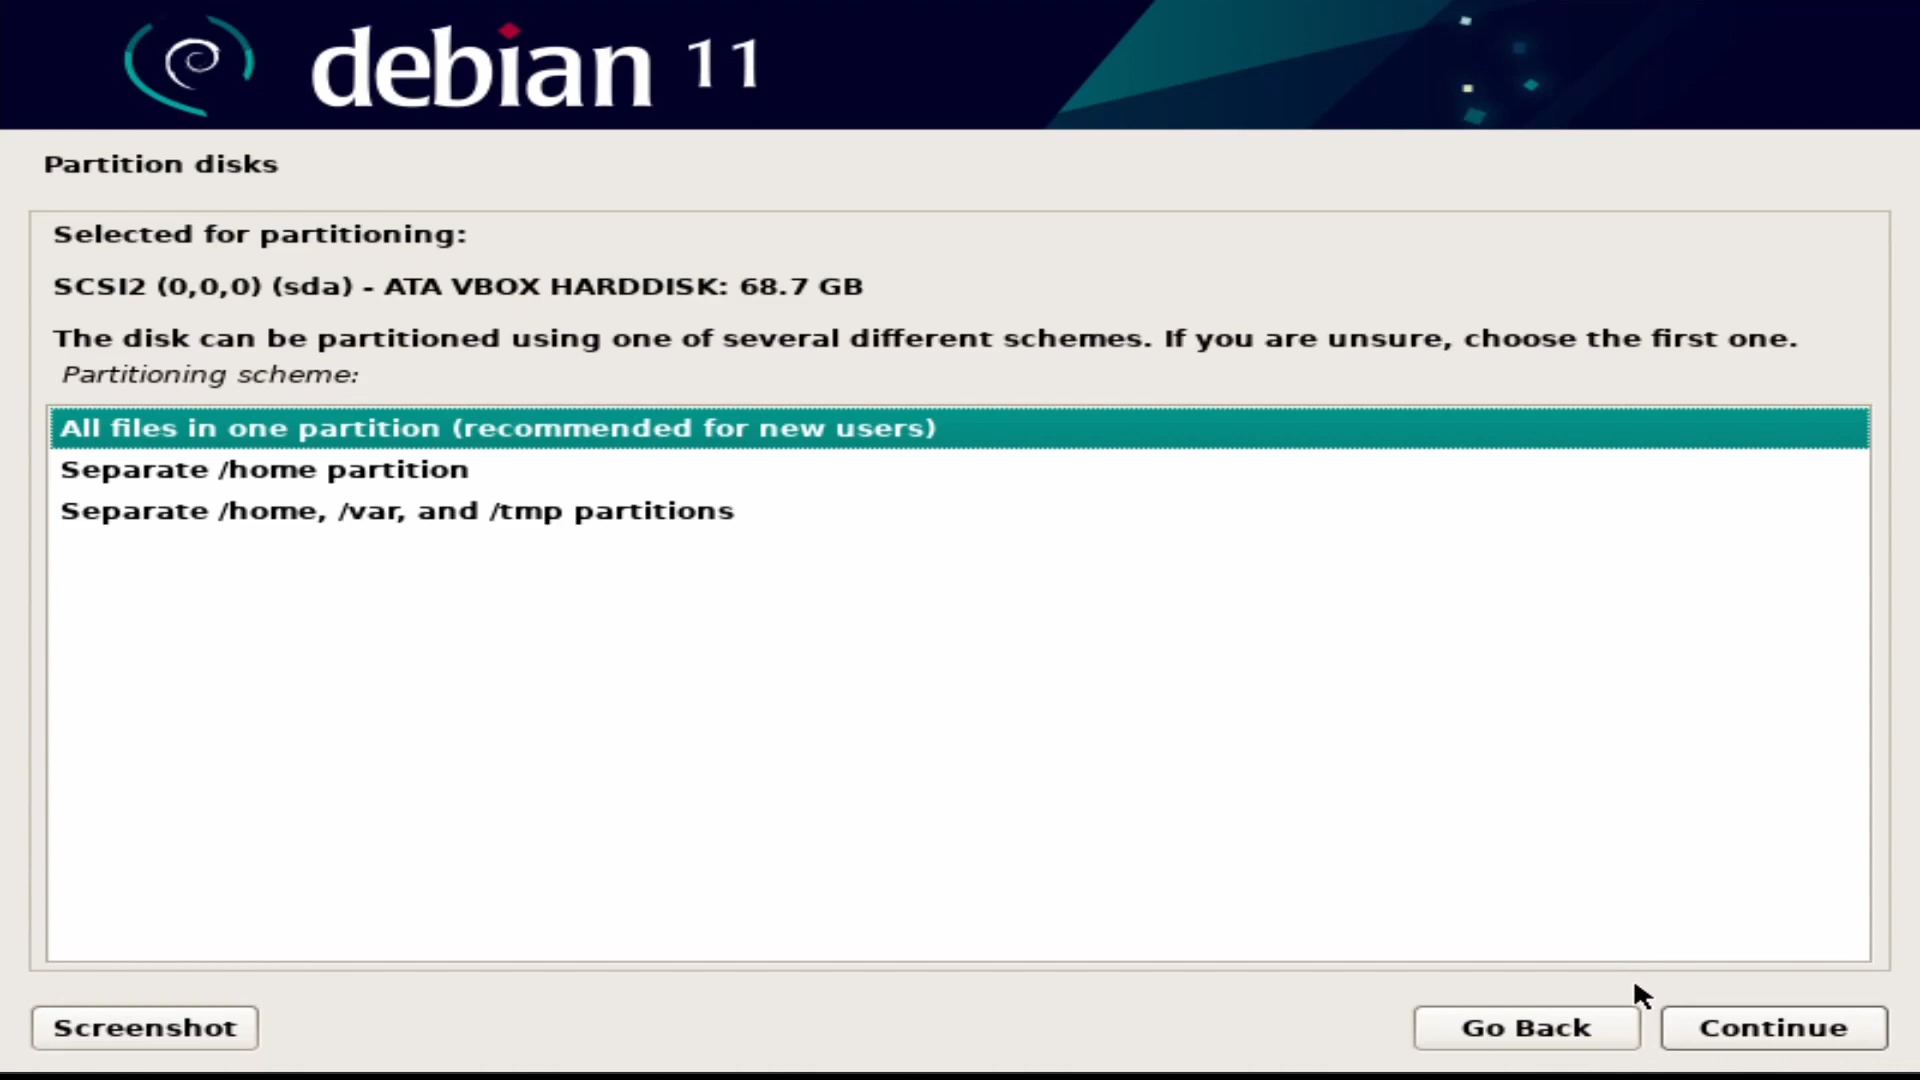 debian 11
Partition disks
Selected for partitioning:
SCSI2 (0,0,0) (sda) - ATA VBOX HARDDISK: 68.7 GB
The disk can be partitioned using one of several different schemes. If you are unsure, choose the first one.
Partitioning scheme:
All files in one partition (recommended for new users)
Separate /home partition
Separate /home, /var, and /tmp partitions
Screenshot
Go Back
Continue